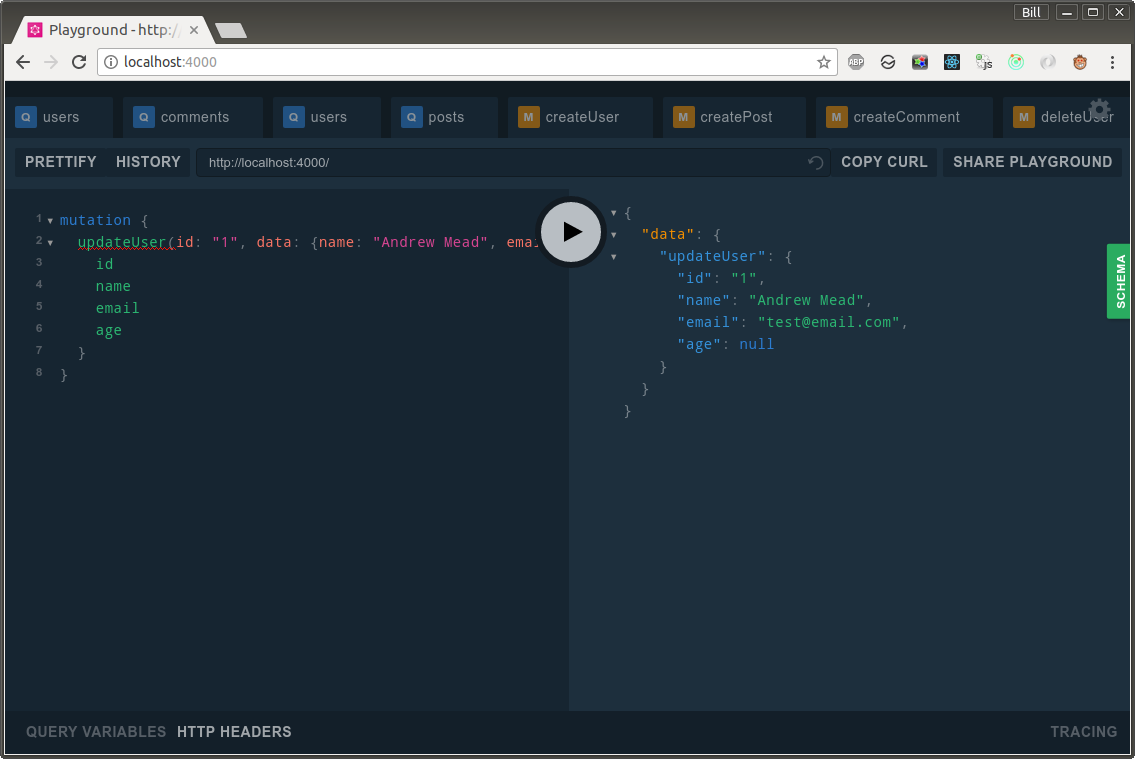 Bill
Playground - http:/
localhost:4000
ABP
JS
Q users
Q comments
Q users
Q posts
M createUser
M createPost
M createComment
M deleteUser
PRETTIFY HISTORY http://localhost:4000/ COPY CURL SHARE PLAYGROUND
1 mutation {
2 updateUser(id: "1", data: {name: "Andrew Mead", emai
3 id
4 name
5 email
6 age
7 }
8 }
{
"data": {
"updateUser": {
"id": "1",
"name": "Andrew Mead",
"email": "test@email.com",
"age": null
}
}
}
SCHEMA
QUERY VARIABLES HTTP HEADERS TRACING